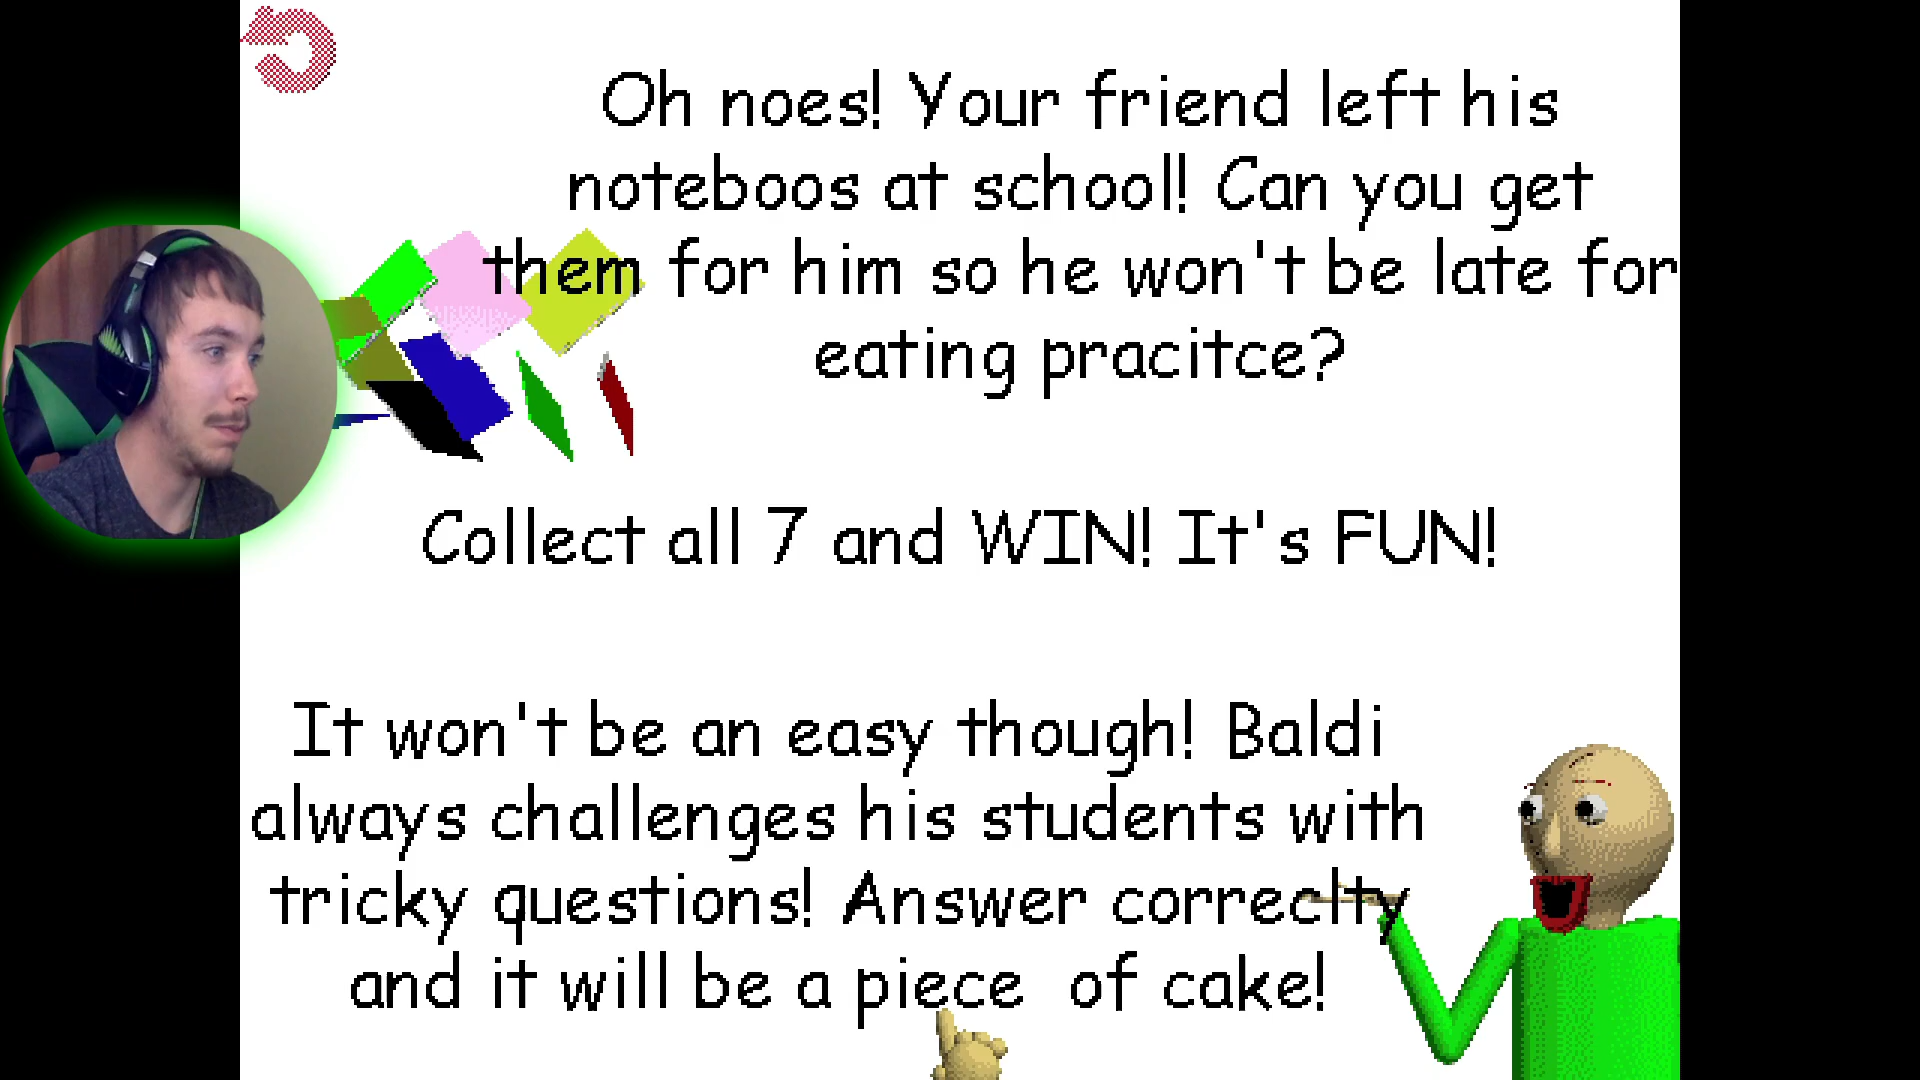 Oh noes! Your friend left his
noteboos at school! Can you get
them for him so he won't be late for
eating pracitce?
Collect all 7 and WIN! It's FUN!
It won't be an easy though! Baldi
always challenges his students with
tricky questions! Answer correclty
and it will be a piece of cake!